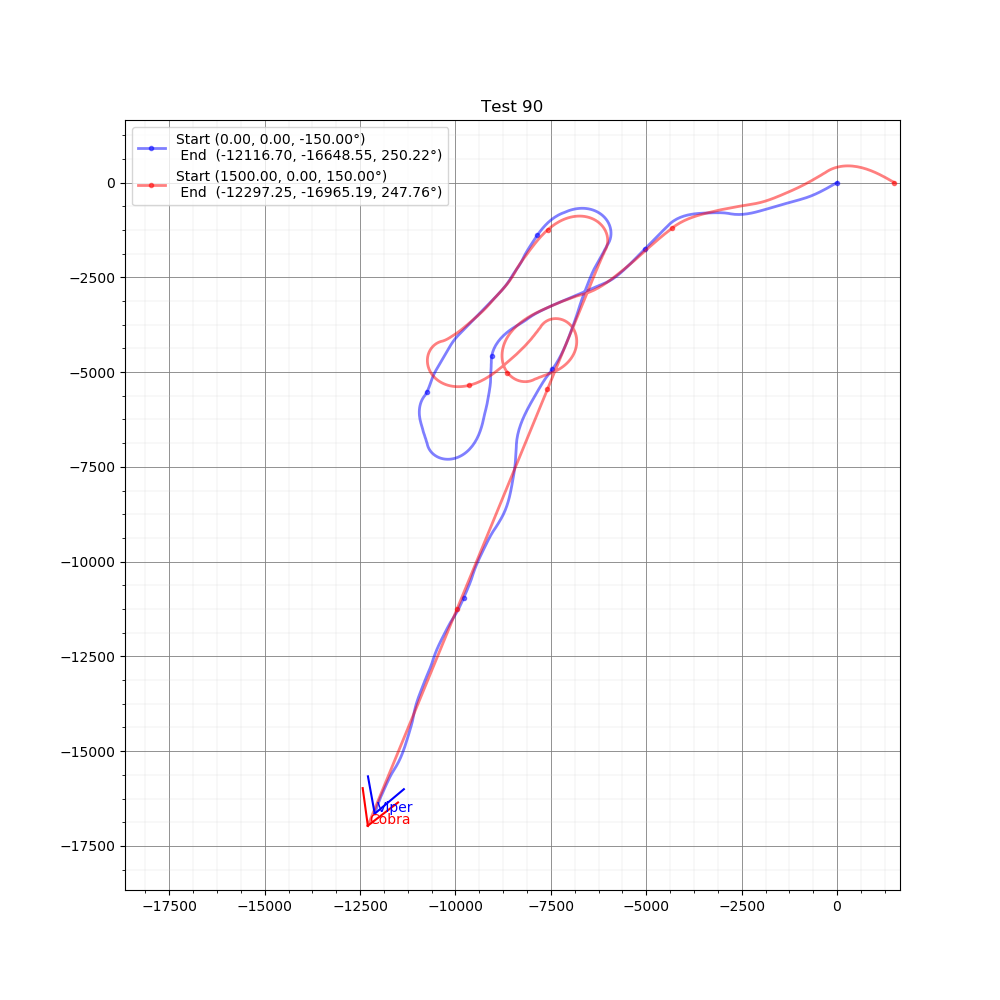 Test 90
Start (0.00, 0.00, -150.00°)
End (-12116.70, -16648.55, 250.22°)
Start (1500.00, 0.00, 150.00°)
End (-12297.25, -16965.19, 247.76°)
0
−2500
−5000
−7500
−10000
−12500
−15000
−17500
Viper
Cobra
−17500 −15000 −12500 −10000 −7500 −5000 −2500 0